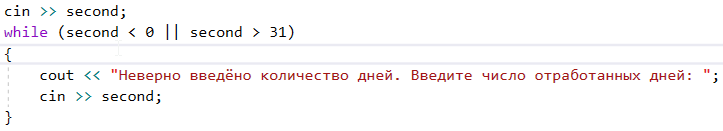 cin >> second;
while (second < 0 || second > 31)
{
cout << "Неверно введёно количество дней. Введите число отработанных дней: ";
cin >> second;
}